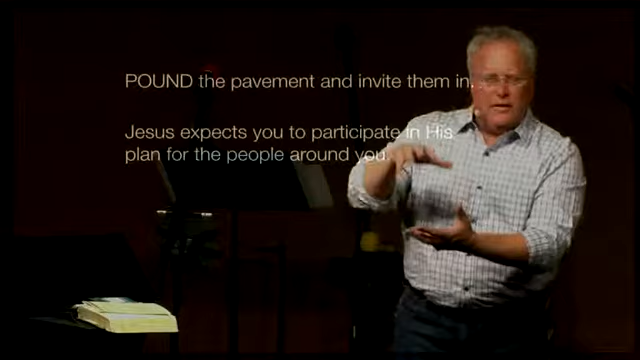 POUND the pavement and invite them in.
Jesus expects you to participate in His
plan for the people around you.